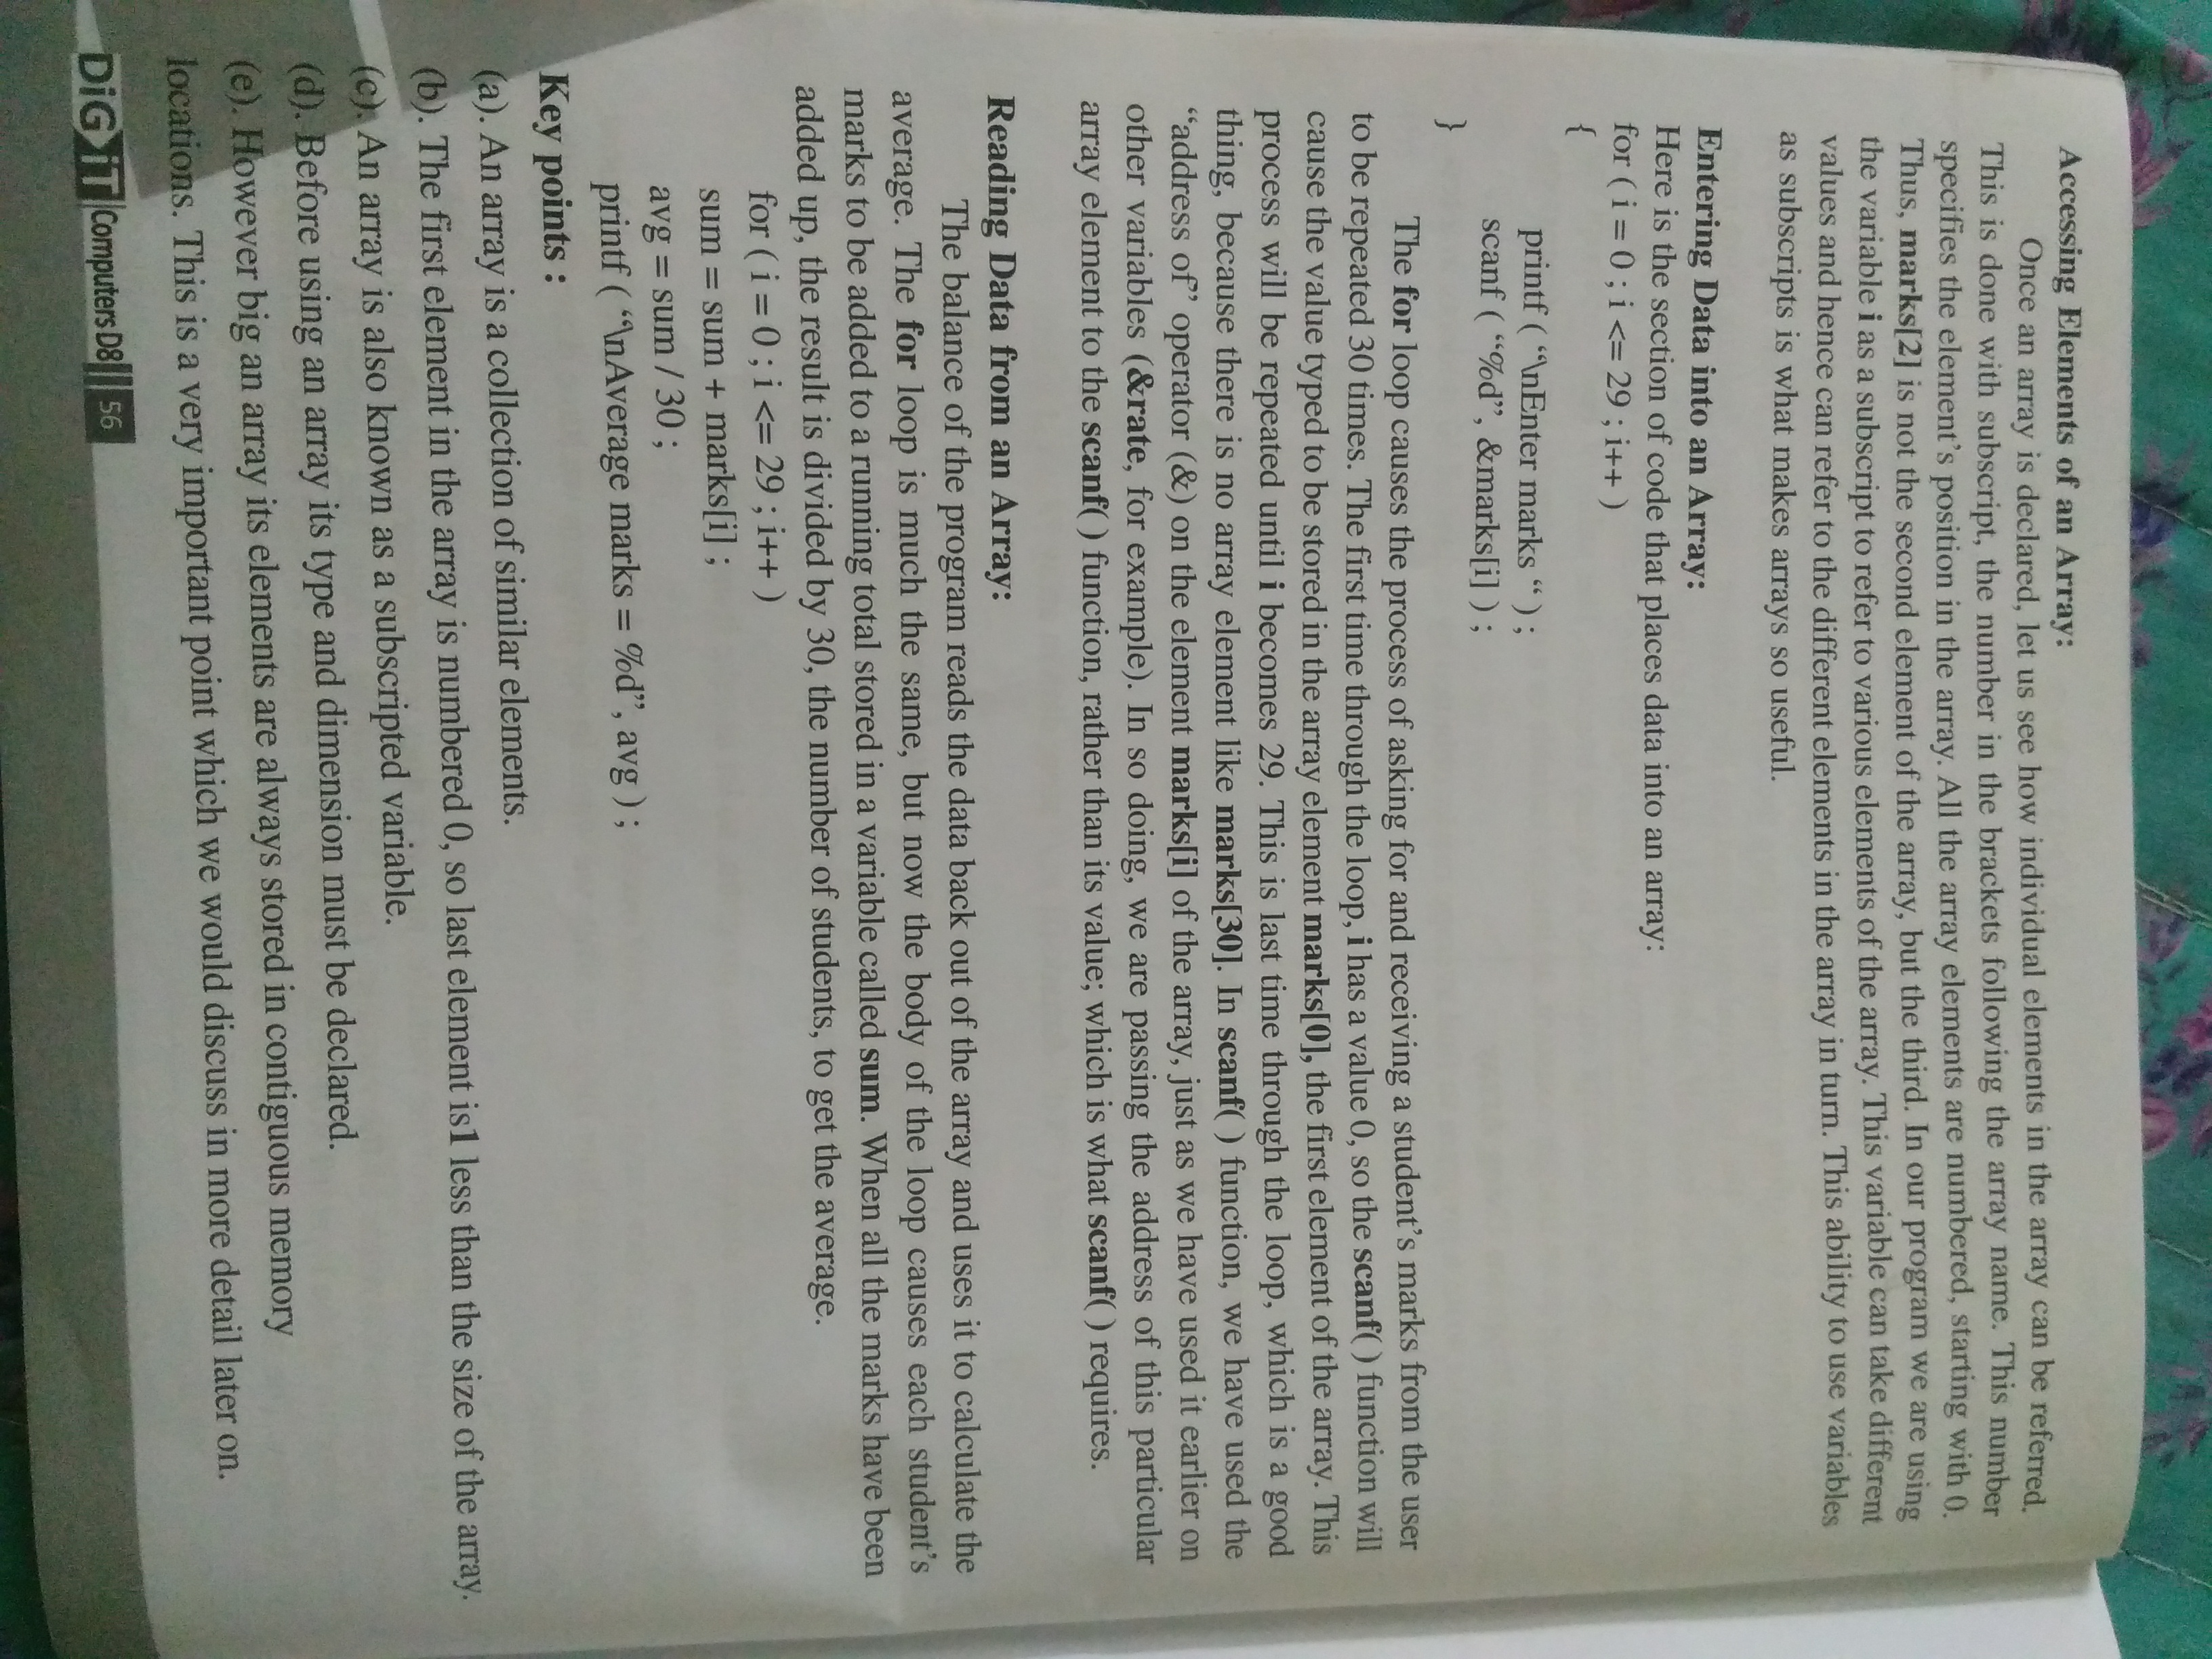 Accessing Elements of an Array:
Once an array is declared, let us see how individual elements in the array can be referred.
This is done with subscript, the number in the brackets following the array name. This number
specifies the element's position in the array. All the array elements are numbered, starting with 0.
Thus, marks[2] is not the second element of the array, but the third. In our program we are using
the variable i as a subscript to refer to various elements of the array. This variable can take different
values and hence can refer to the different elements in the array in turn. This ability to use variables
as subscripts is what makes arrays so useful.
Entering Data into an Array:
Here is the section of code that places data into an array:
for ( i = 0 ; i <= 29 ; i++ )
{
printf ( “\nEnter marks “ ) ;
scanf ( “%d”, &marks[i] ) ;
}
The for loop causes the process of asking for and receiving a student's marks from the user
to be repeated 30 times. The first time through the loop, i has a value 0, so the scanf( ) function will
cause the value typed to be stored in the array element marks[0], the first element of the array. This
process will be repeated until i becomes 29. This is last time through the loop, which is a good
thing, because there is no array element like marks[30]. In scanf( ) function, we have used the
“address of” operator (&) on the element marks[i] of the array, just as we have used it earlier on
other variables (&rate, for example). In so doing, we are passing the address of this particular
array element to the scanf( ) function, rather than its value; which is what scanf( ) requires.
Reading Data from an Array:
The balance of the program reads the data back out of the array and uses it to calculate the
average. The for loop is much the same, but now the body of the loop causes each student's
marks to be added to a running total stored in a variable called sum. When all the marks have been
added up, the result is divided by 30, the number of students, to get the average.
for ( i = 0 ; i <= 29 ; i++ )
sum = sum + marks[i] ;
avg = sum / 30 ;
printf ( “\nAverage marks = %d”, avg ) ;
Key points :
(a). An array is a collection of similar elements.
(b). The first element in the array is numbered 0, so last element is1 less than the size of the array.
(c). An array is also known as a subscripted variable.
(d). Before using an array its type and dimension must be declared.
(e). However big an array its elements are always stored in contiguous memory
locations. This is a very important point which we would discuss in more detail later on.
DiGiT Computers D8 56